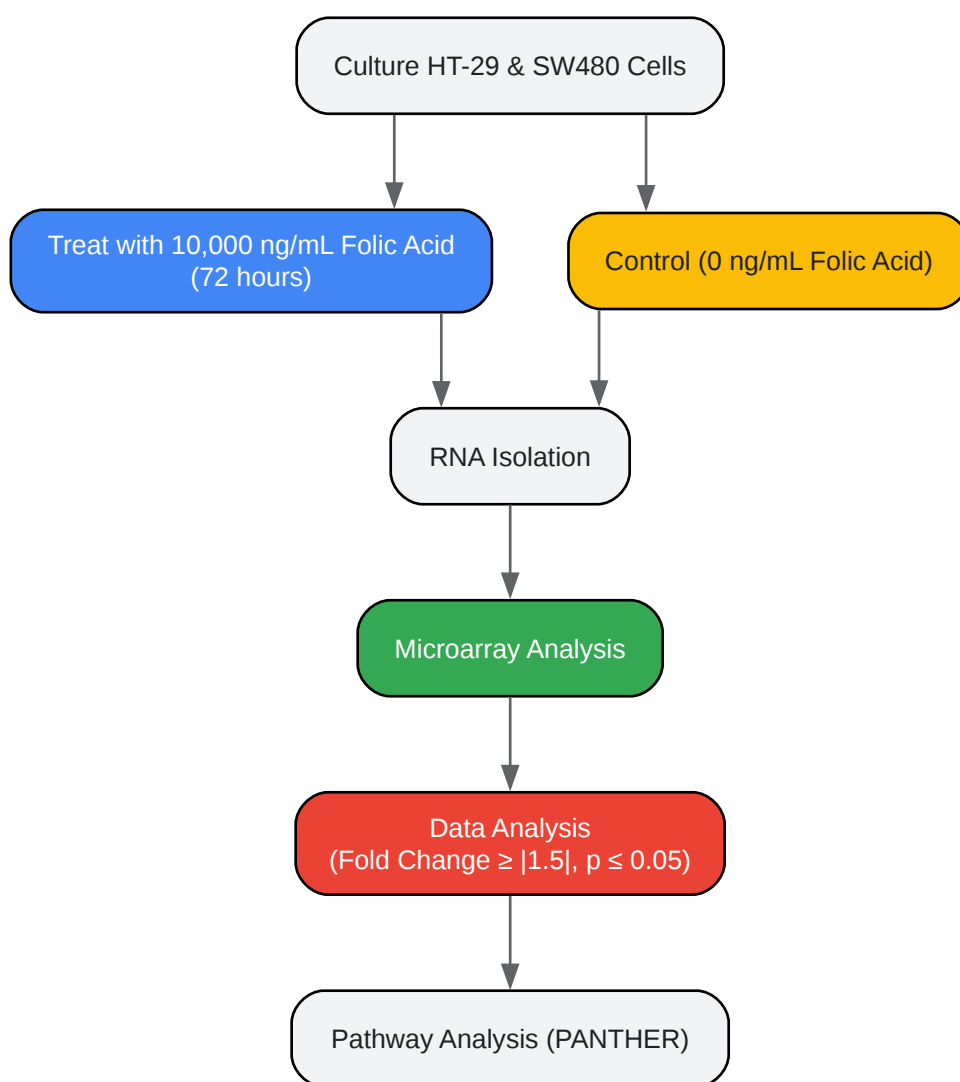 Culture HT-29 & SW480 Cells
Treat with 10,000 ng/mL Folic Acid
(72 hours)
Control (0 ng/mL Folic Acid)
RNA Isolation
Microarray Analysis
Data Analysis
(Fold Change ≥ |1.5|, p ≤ 0.05)
Pathway Analysis (PANTHER)